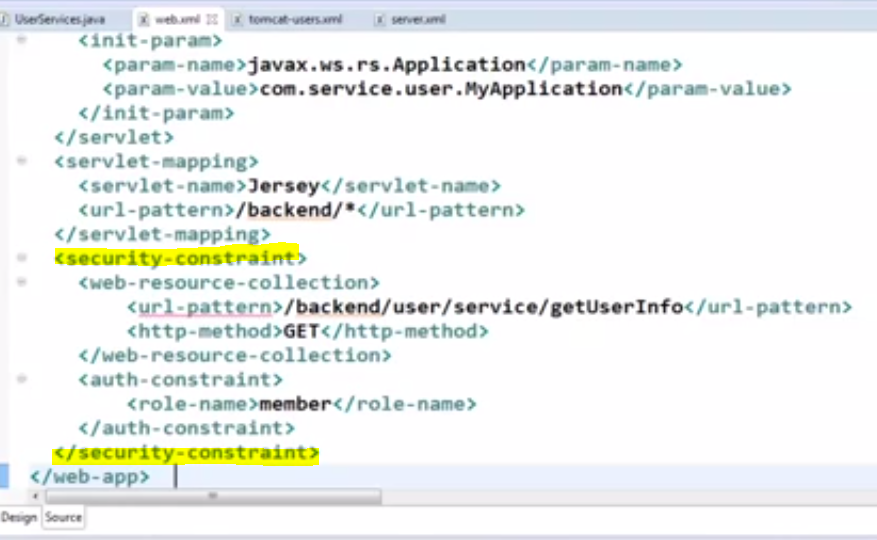 UserServices.java
web.xml
tomcat-users.xml
server.xml
<init-param>
<param-name>javax.ws.rs.Application</param-name>
<param-value>com.service.user.MyApplication</param-value>
</init-param>
</servlet>
<servlet-mapping>
<servlet-name>Jersey</servlet-name>
<url-pattern>/backend/*</url-pattern>
</servlet-mapping>
<security-constraint>
<web-resource-collection>
<url-pattern>/backend/user/service/getUserInfo</url-pattern>
<http-method>GET</http-method>
</web-resource-collection>
<auth-constraint>
<role-name>member</role-name>
</auth-constraint>
</security-constraint>
</web-app>
Design Source